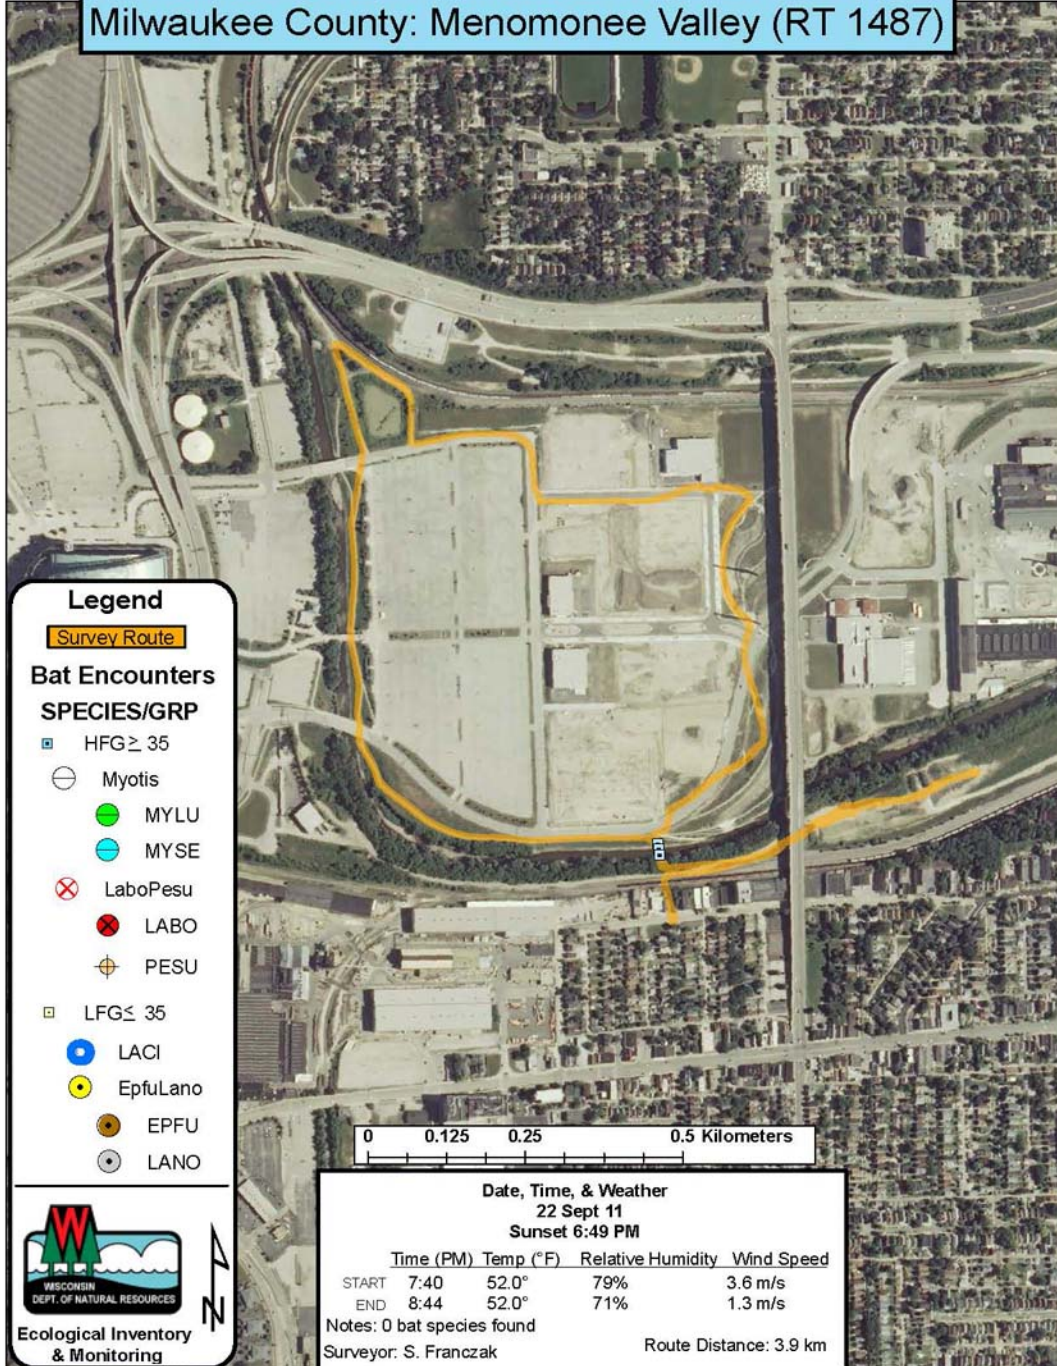 Milwaukee County: Menomonee Valley (RT 1487)
Legend
Survey Route
Bat Encounters
SPECIES/GRP
HFG ≥ 35
Myotis
MYLU
MYSE
LaboPesu
LABO
PESU
LFG ≤ 35
LACI
EpfuLano
EPFU
LANO
W
WISCONSIN
DEPT. OF NATURAL RESOURCES
N
Ecological Inventory
& Monitoring
0 0.125 0.25 0.5 Kilometers
Date, Time, & Weather
22 Sept 11
Sunset 6:49 PM
Time (PM) Temp (°F) Relative Humidity Wind Speed
START 7:40 52.0° 79% 3.6 m/s
END 8:44 52.0° 71% 1.3 m/s
Notes: 0 bat species found
Surveyor: S. Franczak Route Distance: 3.9 km